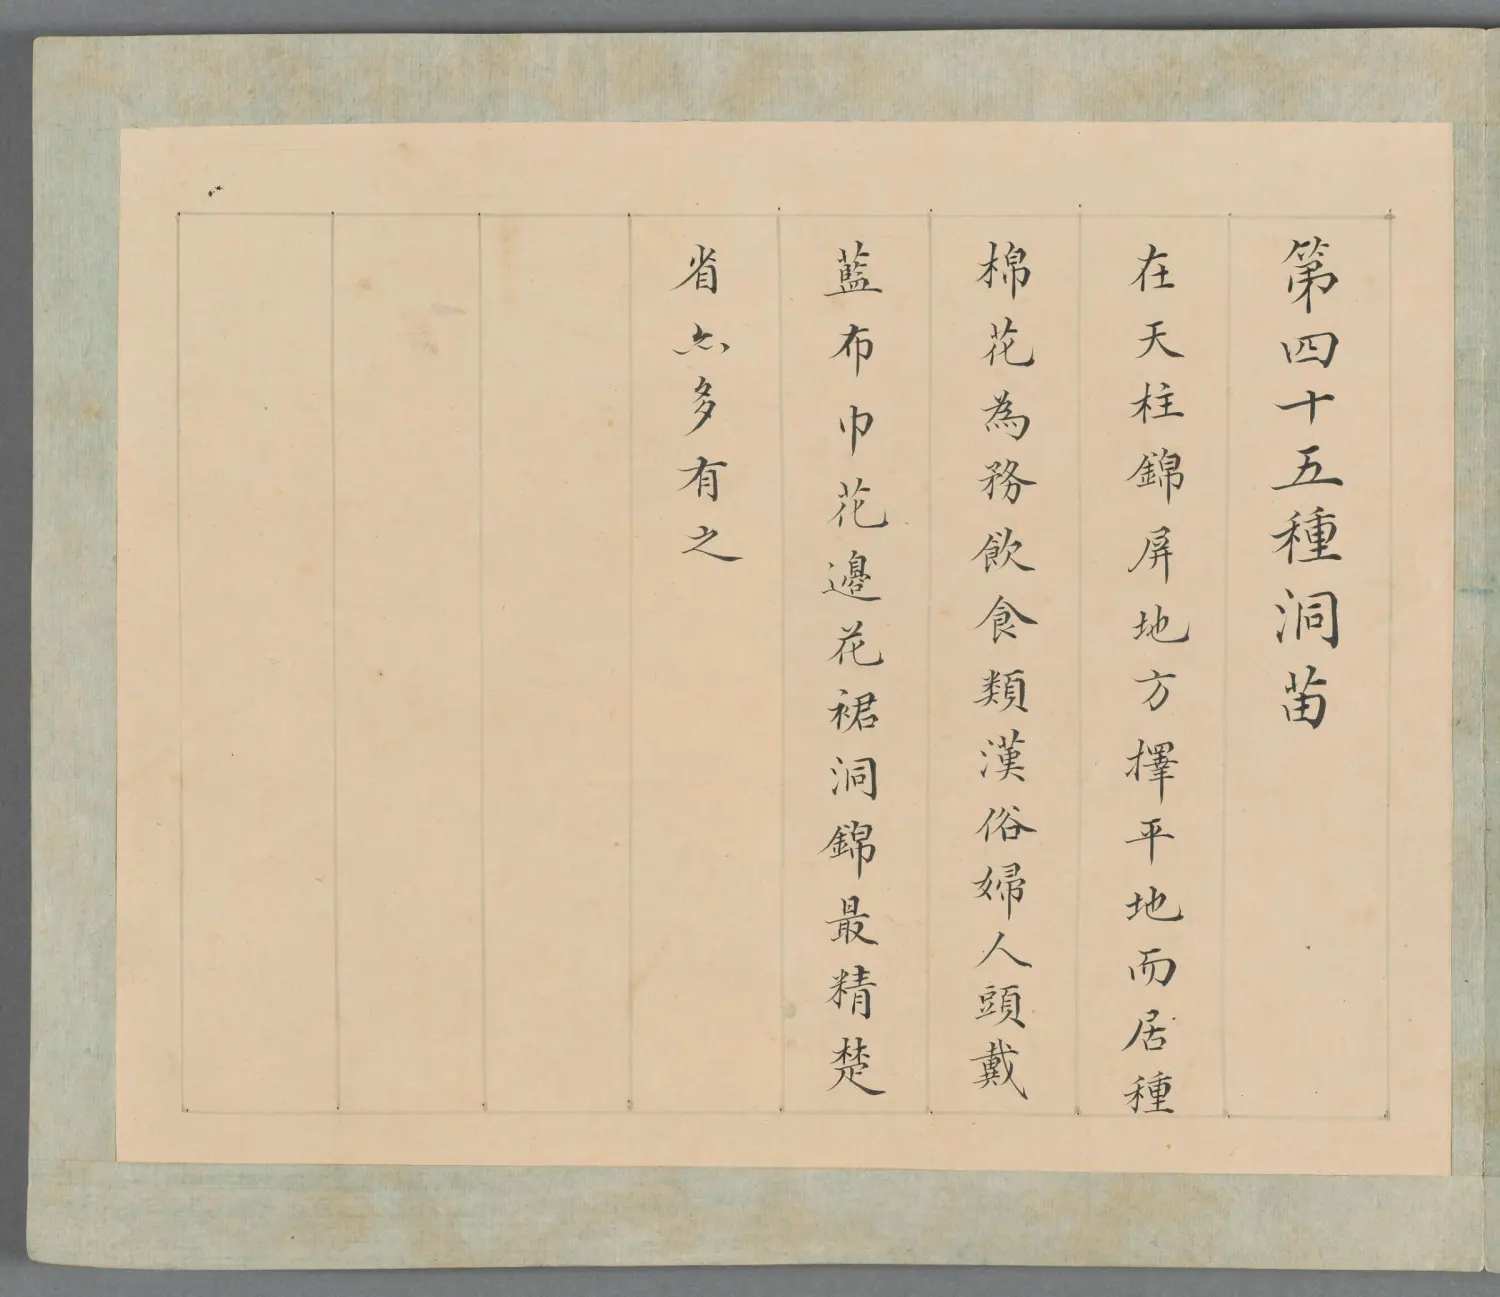 第四十五種洞苗
在天柱錦屏地方擇平地而居種
棉花為務飲食類漢俗婦人頭戴
藍布巾花邊花裙洞錦最精楚
省亦多有之